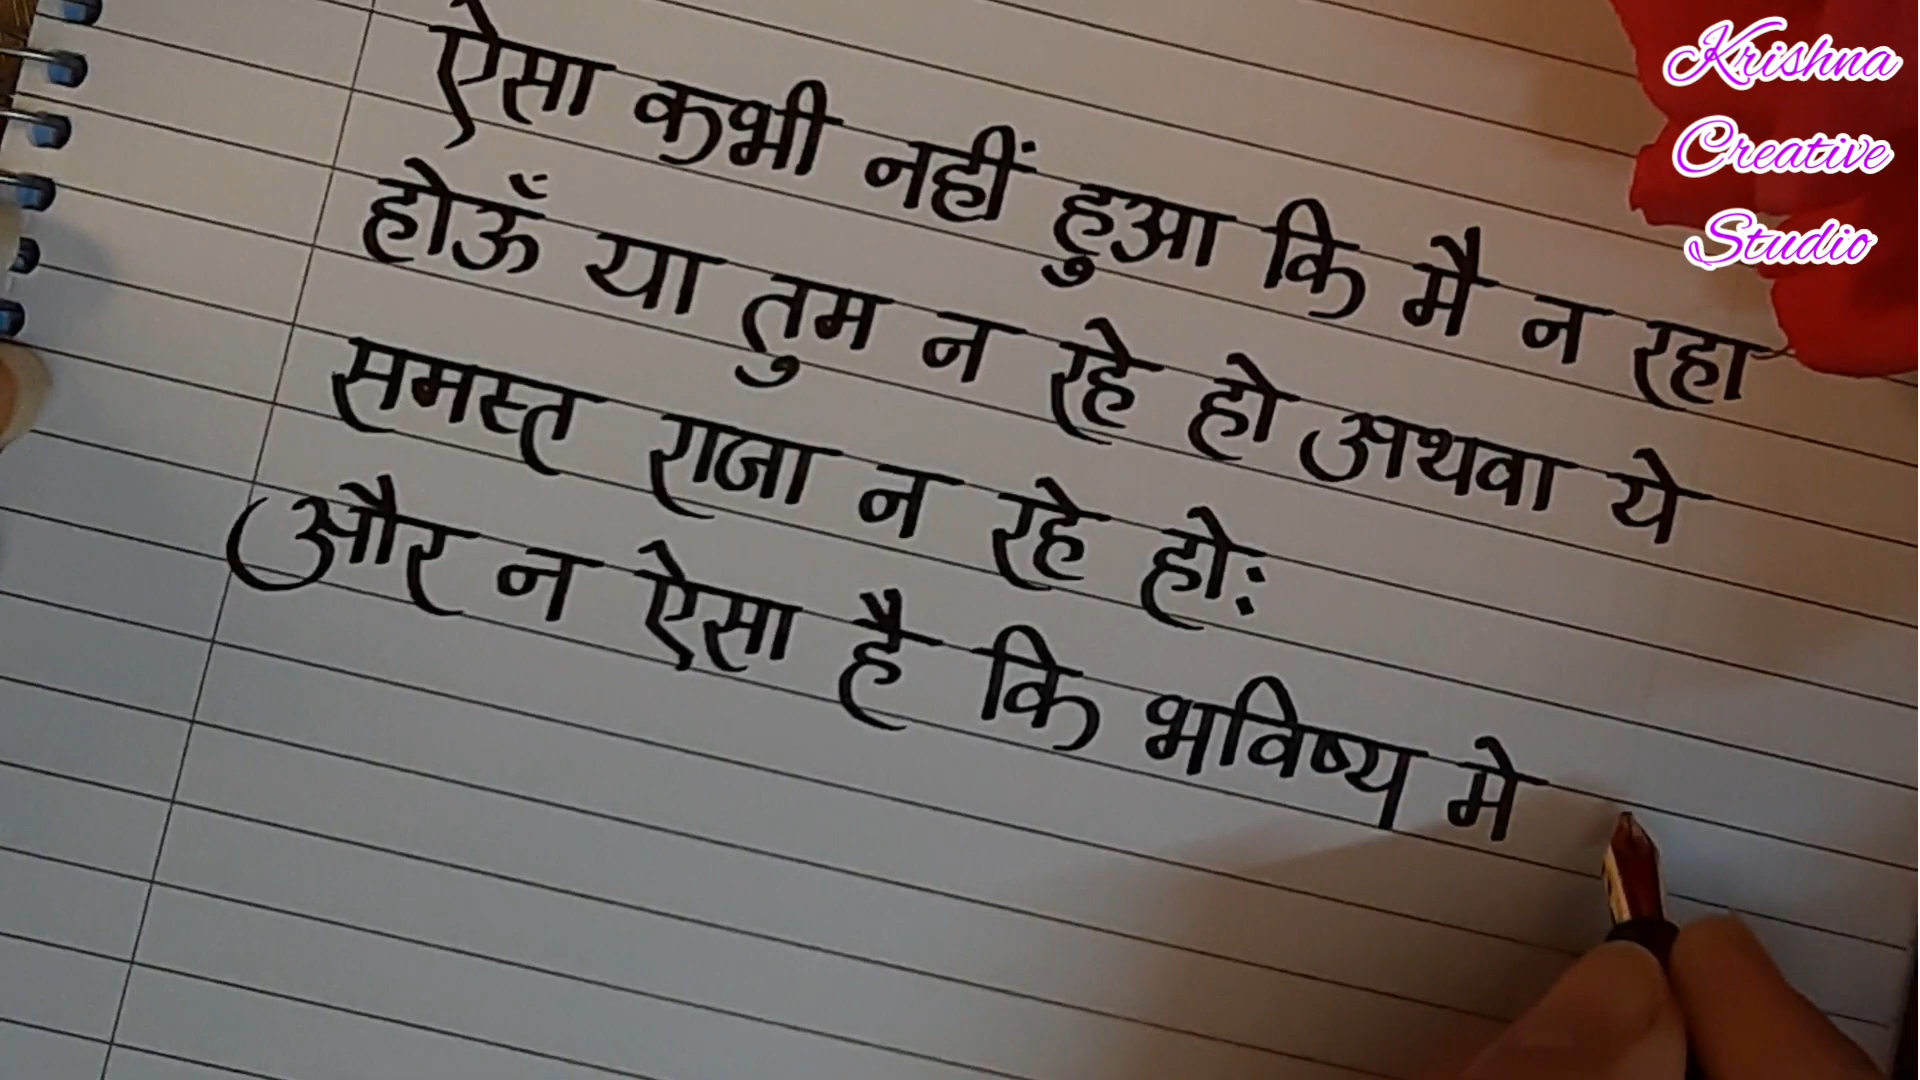 ऐसा कभी नहीं हुआ कि मै न रहा
होऊँ या तुम न रहे हो अथवा ये
समस्त राजा न रहे हो:
और न ऐसा है कि भविष्य मे
Krishna
Creative
Studio